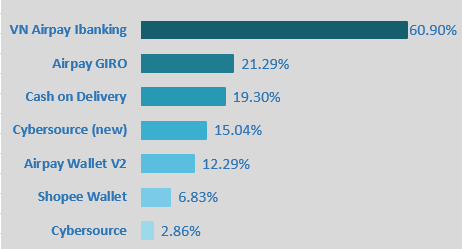 VN Airpay Ibanking 60.90%
Airpay GIRO 21.29%
Cash on Delivery 19.30%
Cybersource (new) 15.04%
Airpay Wallet V2 12.29%
Shopee Wallet 6.83%
Cybersource 2.86%